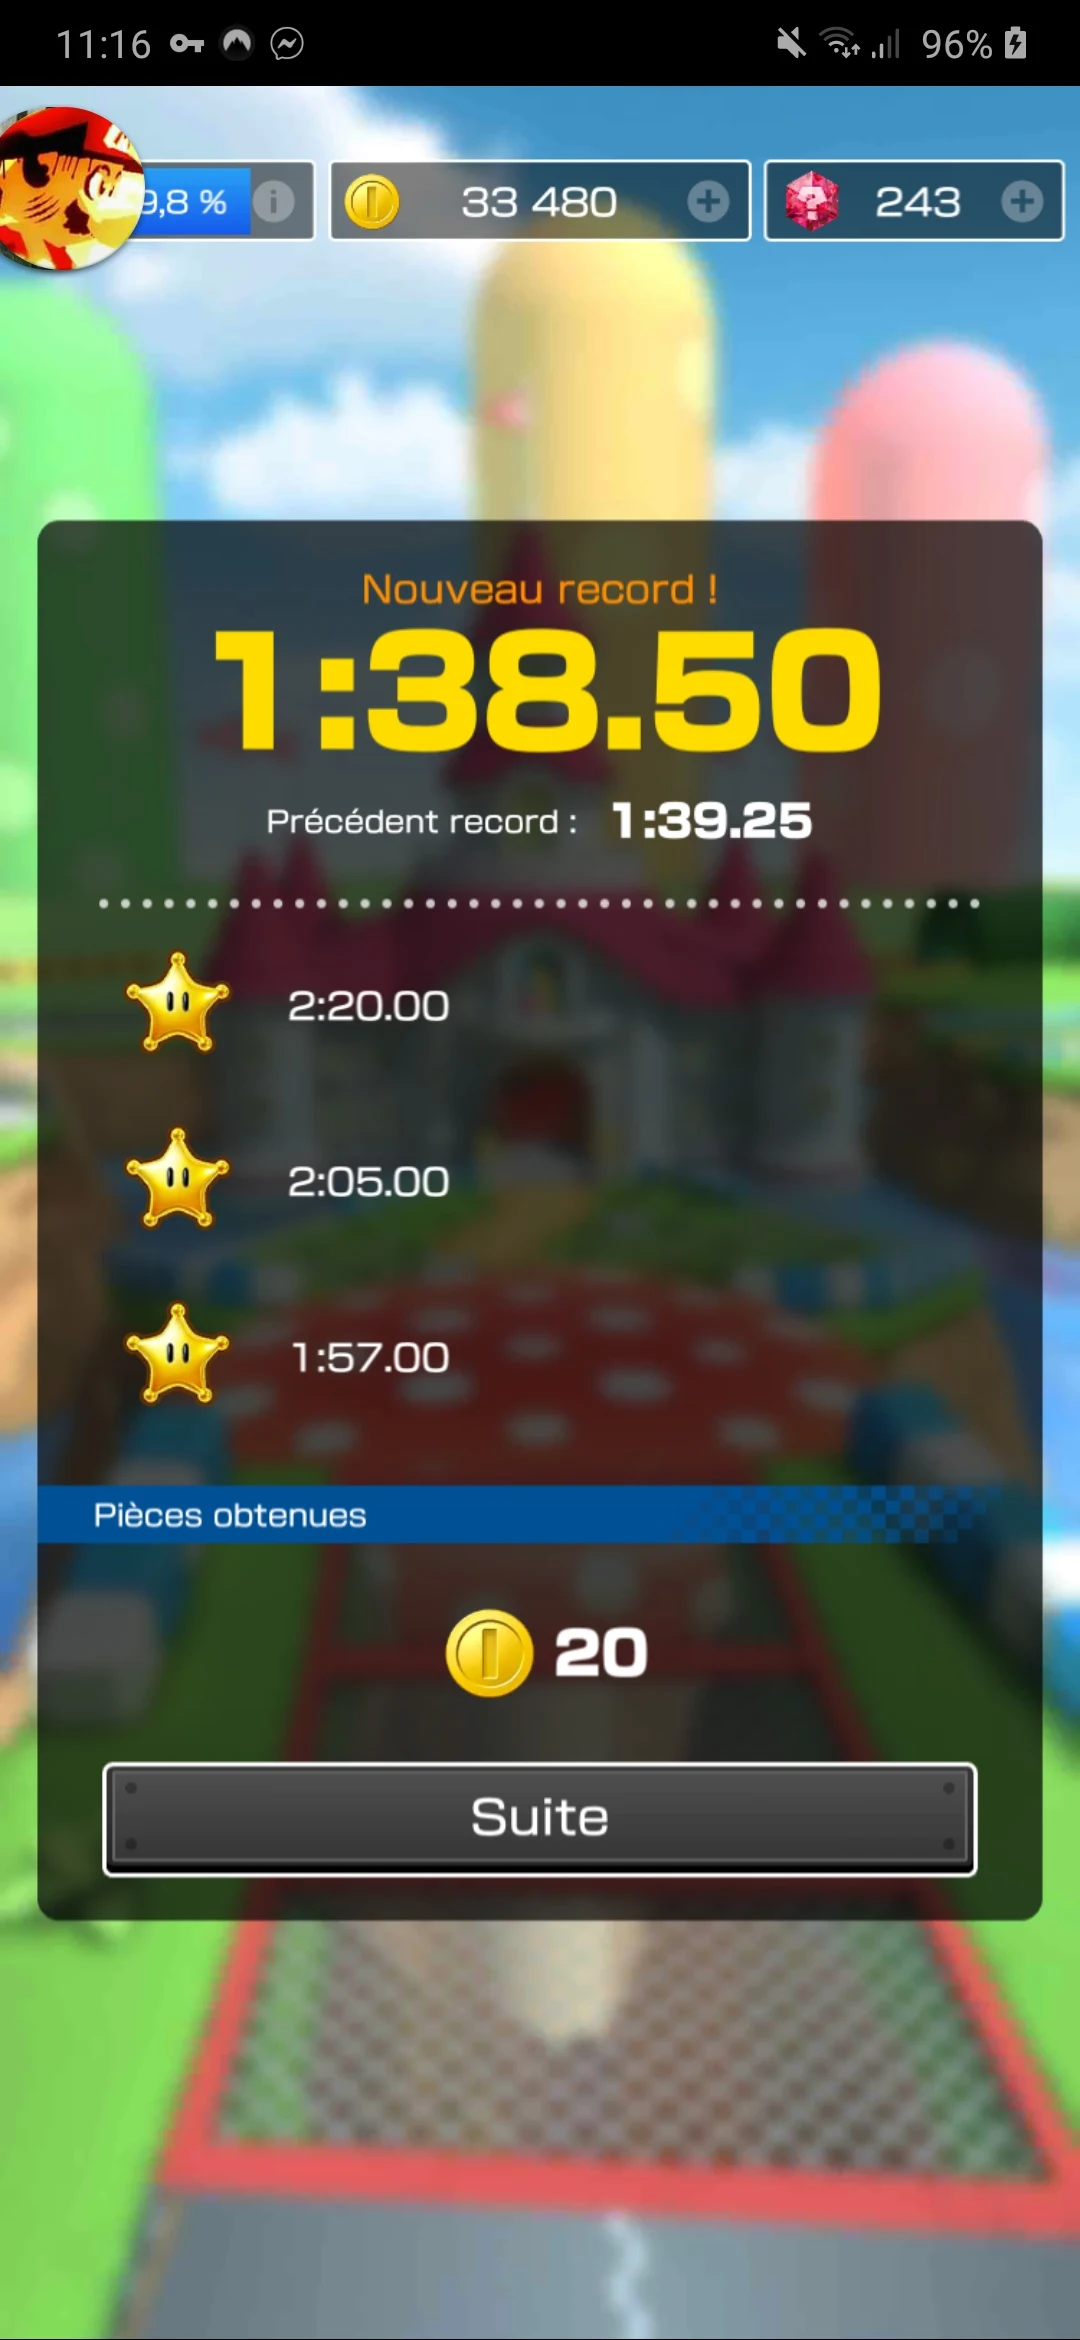 11:16
96%
9,8 %
33 480
243
Nouveau record !
1:38.50
Précédent record : 1:39.25
2:20.00
2:05.00
1:57.00
Pièces obtenues
20
Suite